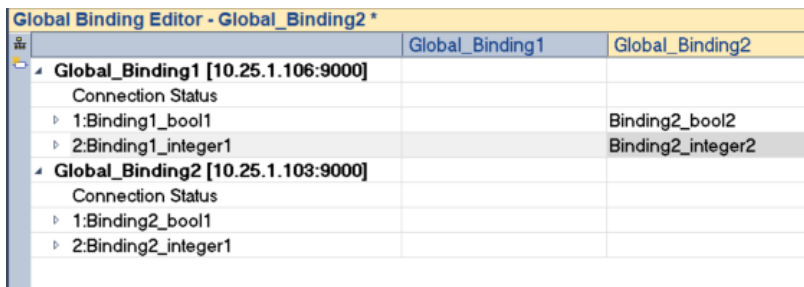 Global Binding Editor - Global_Binding2 *
Global_Binding1 Global_Binding2
Global_Binding1 [10.25.1.106:9000]
Connection Status
1:Binding1_bool1 Binding2_bool2
2:Binding1_integer1 Binding2_integer2
Global_Binding2 [10.25.1.103:9000]
Connection Status
1:Binding2_bool1
2:Binding2_integer1